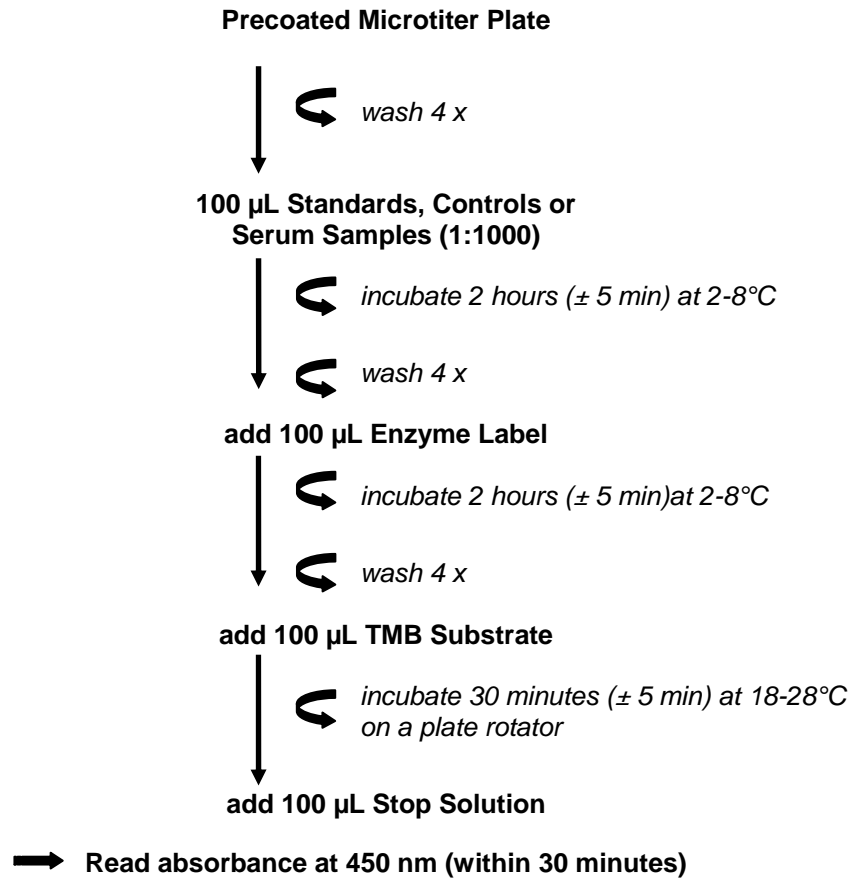 Precoated Microtiter Plate
wash 4 x
100 µL Standards, Controls or
Serum Samples (1:1000)
incubate 2 hours (± 5 min) at 2-8°C
wash 4 x
add 100 µL Enzyme Label
incubate 2 hours (± 5 min)at 2-8°C
wash 4 x
add 100 µL TMB Substrate
incubate 30 minutes (± 5 min) at 18-28°C
on a plate rotator
add 100 µL Stop Solution
Read absorbance at 450 nm (within 30 minutes)